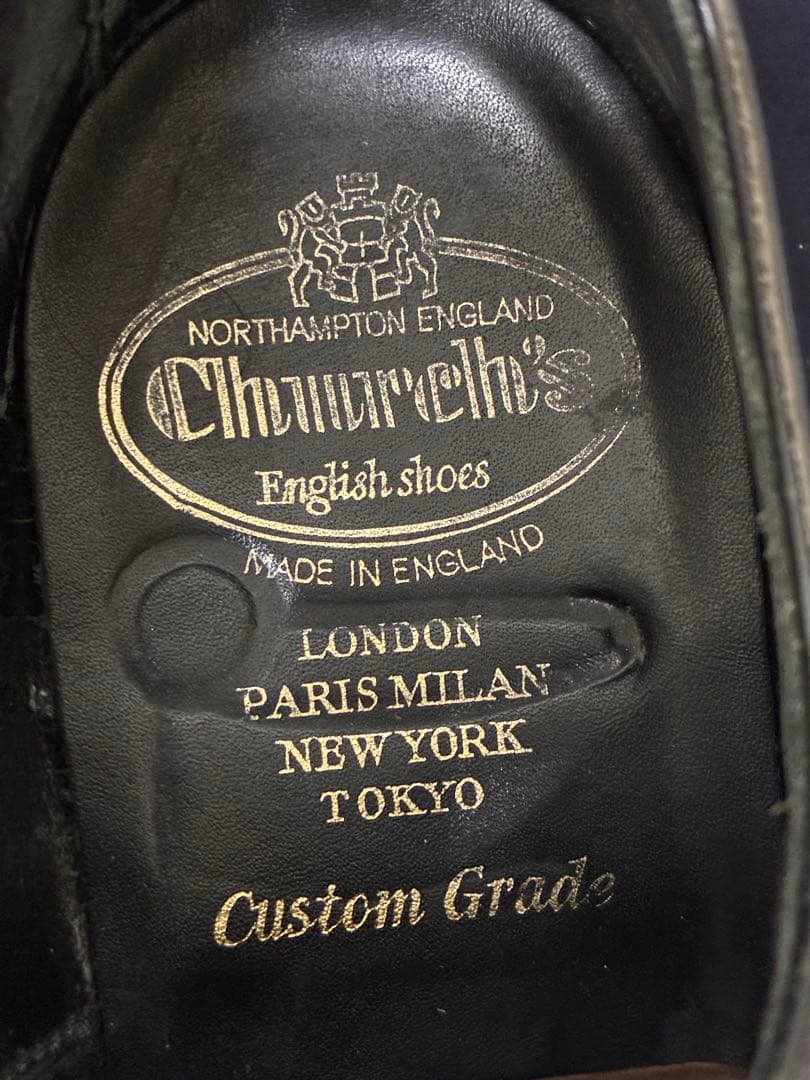 NORTHAMPTON ENGLAND
Church's
English shoes
MADE IN ENGLAND
LONDON
PARIS MILAN
NEW YORK
TOKYO
Custom Grade